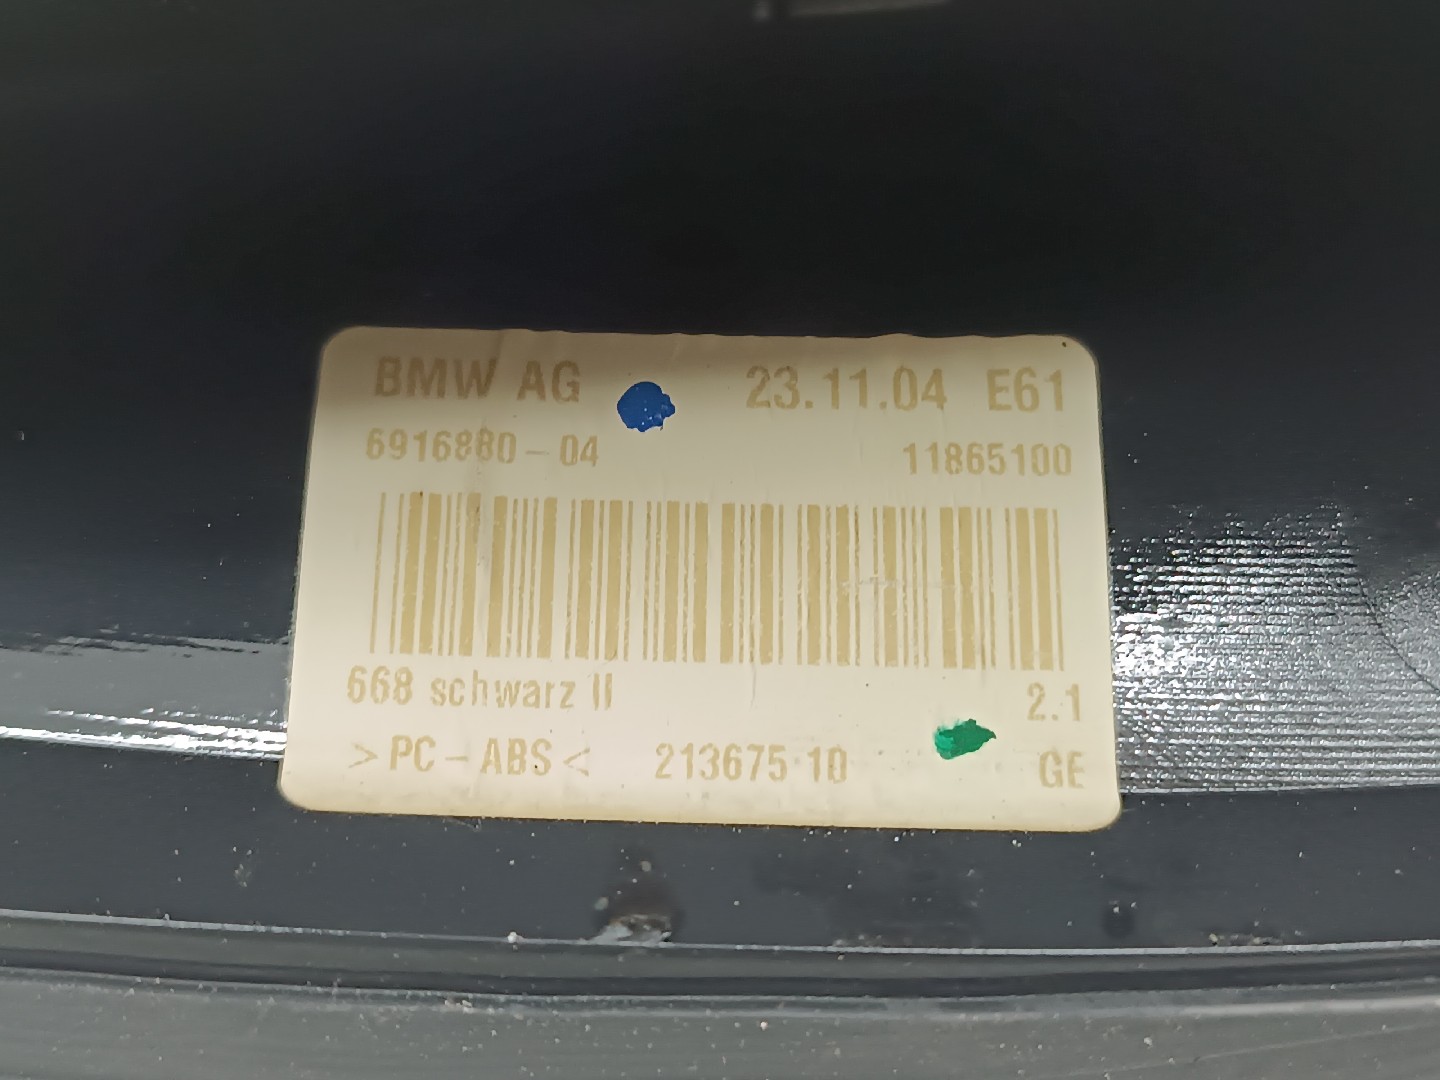 BMW AG 23.11.04 E61
6916880-04 11865100
668 schwarz II 2.1
>PC-ABS< 213675 10 GE